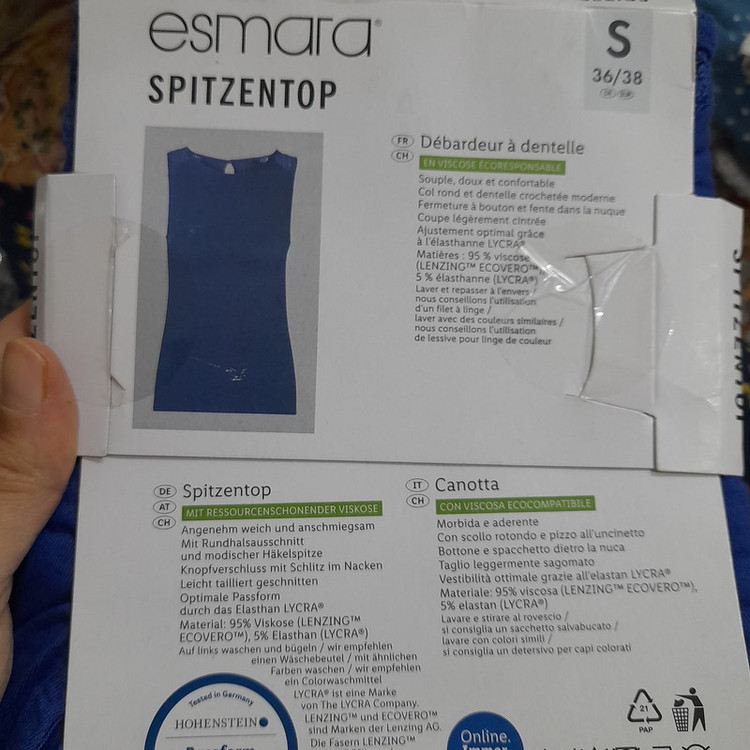 esmara®
SPITZENTOP
S
36/38
FR
CH
Débardeur à dentelle
EN VISCOSE ÉCORESPONSABLE
Souple, doux et confortable
Col rond et dentelle crochetée moderne
Fermeture à bouton et fente dans la nuque
Coupe légèrement cintrée
Ajustement optimal grâce
à l'élasthanne LYCRA®
Matières : 95 % viscose
(LENZING™ ECOVERO™)
5 % élasthanne (LYCRA®)
Laver et repasser à l'envers /
nous conseillons l'utilisation
d'un filet à linge /
laver avec des couleurs similaires /
nous conseillons l'utilisation
de lessive pour linge de couleur
DE
AT
CH
Spitzentop
MIT RESSOURCENSCHONENDER VISKOSE
Angenehm weich und anschmiegsam
Mit Rundhalsausschnitt
und modischer Häkelspitze
Knopfverschluss mit Schlitz im Nacken
Leicht tailliert geschnitten
Optimale Passform
durch das Elasthan LYCRA®
Material: 95% Viskose (LENZING™
ECOVERO™), 5% Elasthan (LYCRA®)
Auf links waschen und bügeln / wir empfehlen
einen Wäschebeutel / mit ähnlichen
Farben waschen / wir empfehlen
ein Colorwaschmittel
LYCRA® ist eine Marke
von The LYCRA Company.
LENZING™ und ECOVERO™
sind Marken der Lenzing AG.
Die Fasern LENZING™
IT
CH
Canotta
CON VISCOSA ECOCOMPATIBILE
Morbida e aderente
Con scollo rotondo e pizzo all'uncinetto
Bottone e spacchetto dietro la nuca
Taglio leggermente sagomato
Vestibilità ottimale grazie all'elastan LYCRA®
Materiale: 95% viscosa (LENZING™ ECOVERO™),
5% elastan (LYCRA®)
Lavare e stirare al rovescio /
si consiglia un sacchetto salvabucato /
lavare con colori simili /
si consiglia un detersivo per capi colorati
Tested in Germany
HOHENSTEIN
Online.
21
PAP